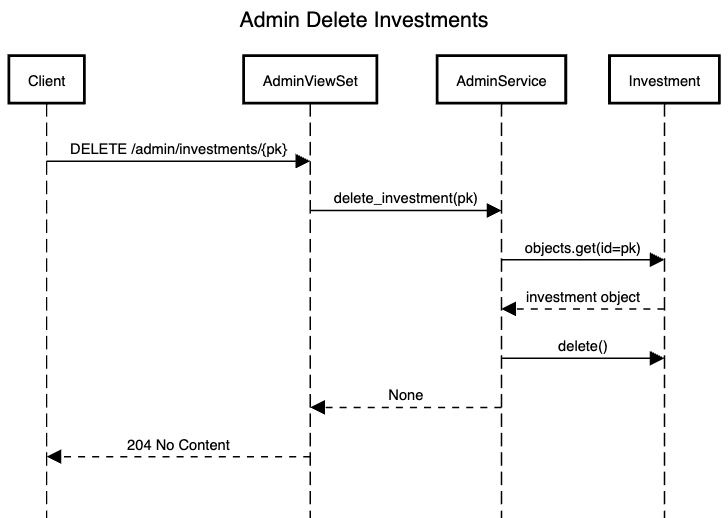 Admin Delete Investments
Client
AdminViewSet
AdminService
Investment
DELETE /admin/investments/{pk}
delete_investment(pk)
objects.get(id=pk)
investment object
delete()
None
204 No Content